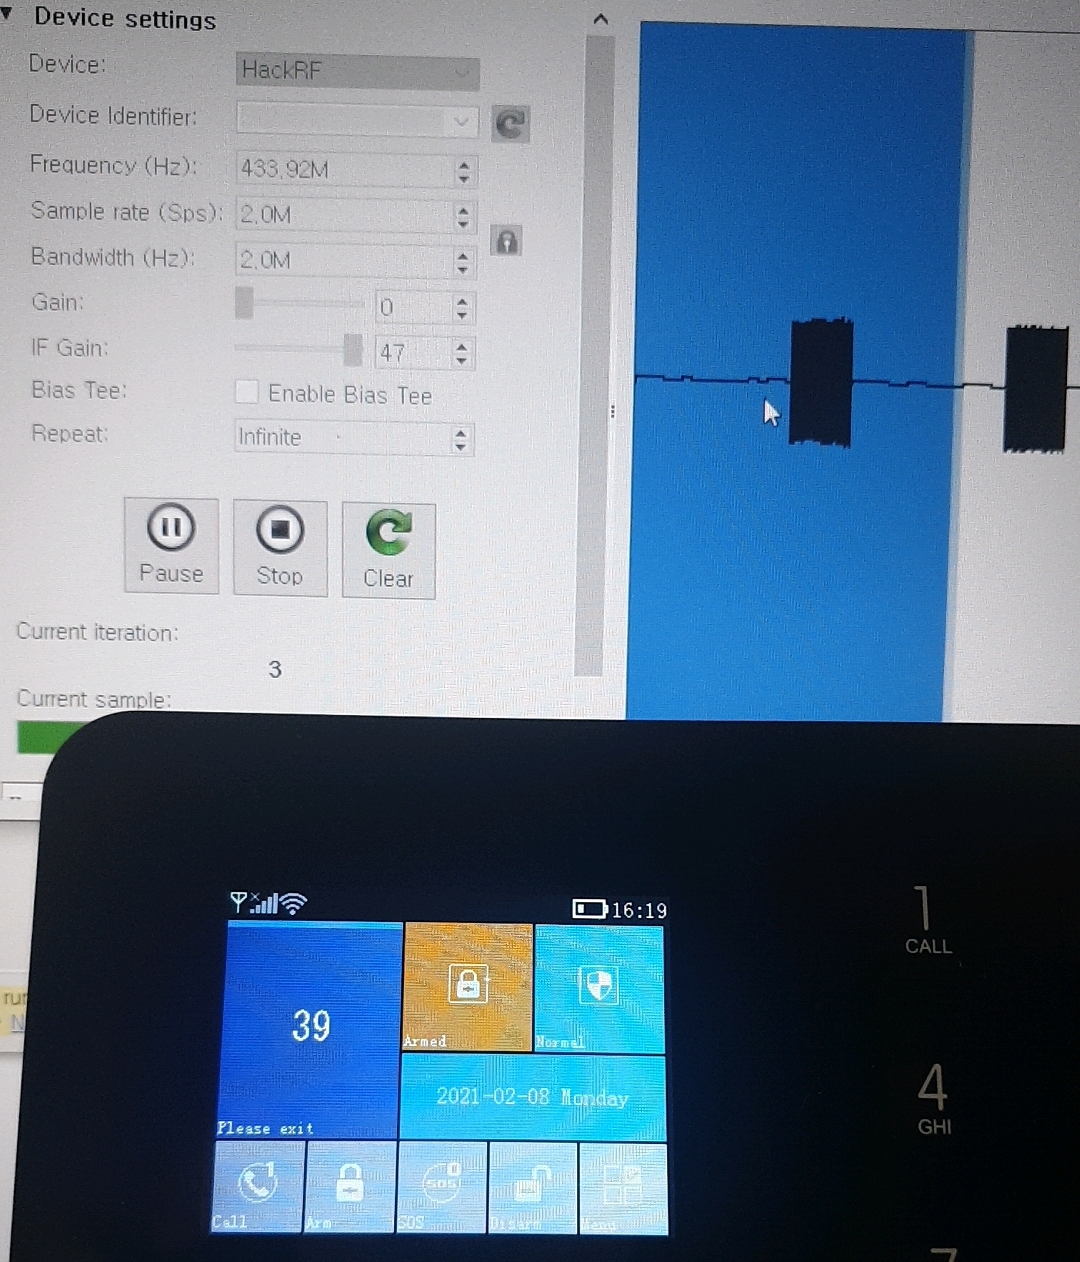 Device settings
Device: HackRF
Device Identifier:
Frequency (Hz): 433.92M
Sample rate (Sps): 2.0M
Bandwidth (Hz): 2.0M
Gain: 0
IF Gain: 47
Bias Tee: Enable Bias Tee
Repeat: Infinite
Pause Stop Clear
Current iteration:
3
Current sample:
--
run
N
16:19
39
Please exit
Armed
Normal
2021-02-08 Monday
Call
Arm
SOS
SOS
Disarm
Menu
1
CALL
4
GHI